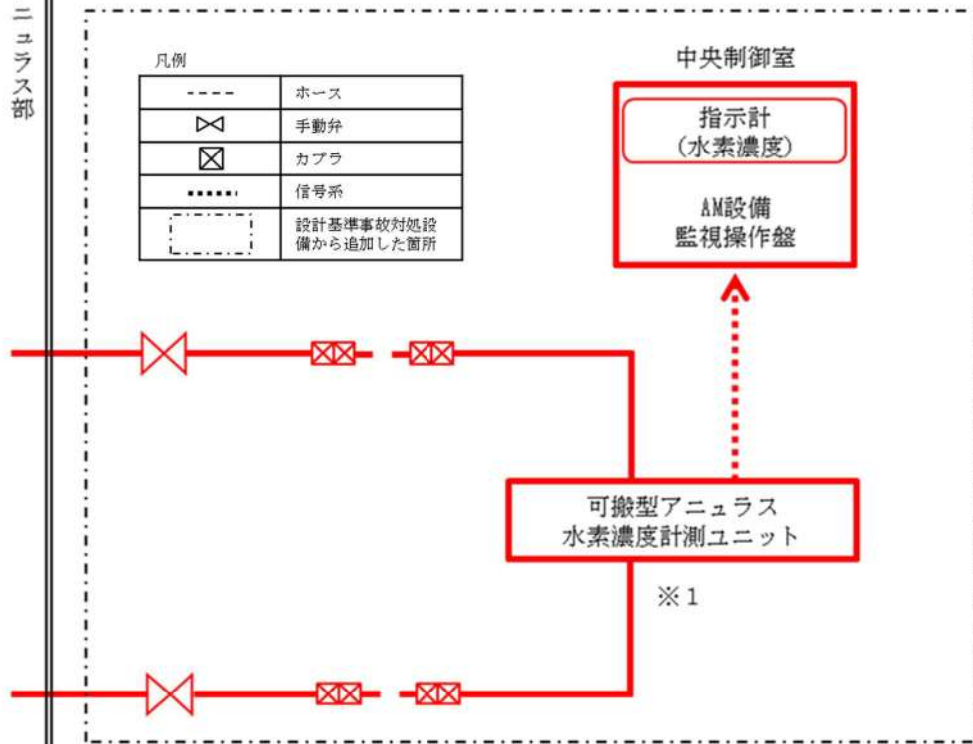 ニュラス部
凡例
ホース
手動弁
カプラ
信号系
設計基準事故対処設
備から追加した箇所
中央制御室
指示計
(水素濃度)
AM設備
監視操作盤
可搬型アニュラス
水素濃度計測ユニット
※1